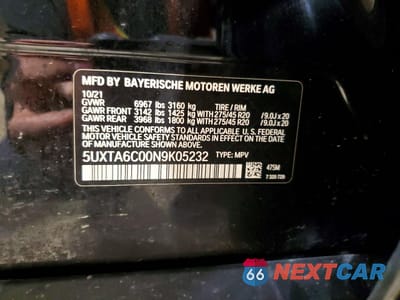 MFD BY BAYERISCHE MOTOREN WERKE AG
10/21
GVWR 6967 lbs 3160 kg TIRE / RIM
GAWR FRONT 3142 lbs 1425 kg WITH 275/45 R20 /9.0J x 20
GAWR REAR 3968 lbs 1800 kg WITH 275/45 R20 /9.0J x 20
THIS VEHICLE CONFORMS TO ALL APPLICABLE U.S. FEDERAL MOTOR
VEHICLE SAFETY STANDARDS IN EFFECT ON THE DATE OF
MANUFACTURE SHOWN ABOVE.
5UXTA6C00N9K05232 TYPE: MPV
475M
66 NEXTCAR